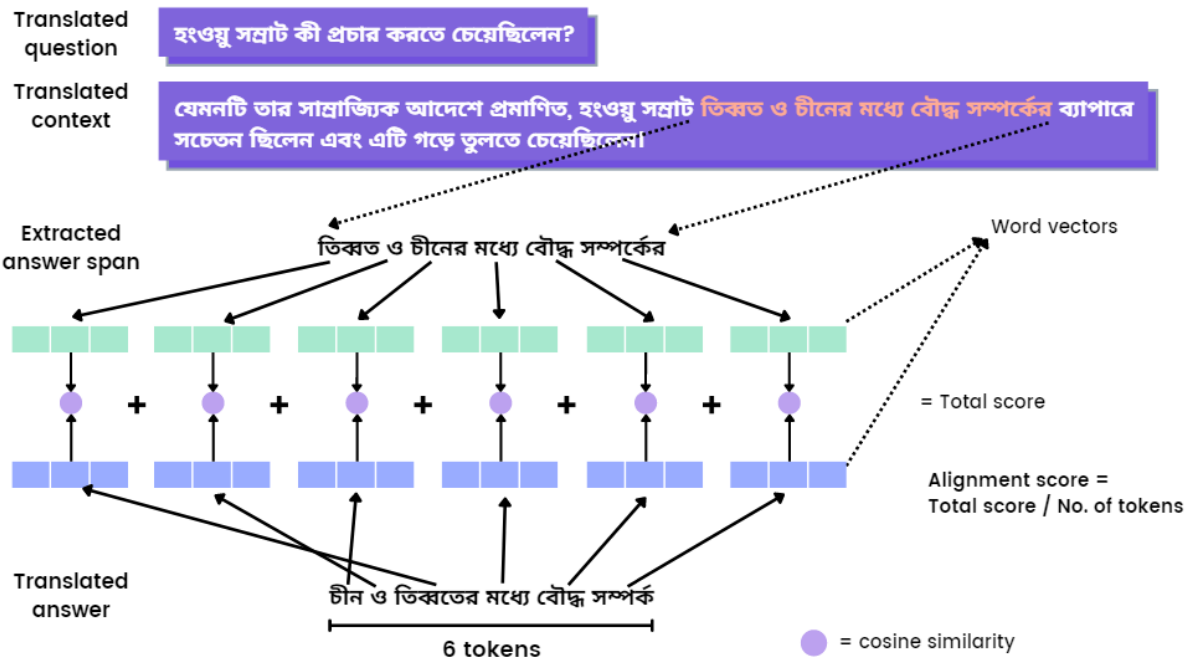 Translated
question
হংওয়ু সম্রাট কী প্রচার করতে চেয়েছিলেন?
Translated
context
যেমনটি তার সাম্রাজ্যিক আদেশে প্রমাণিত, হংওয়ু সম্রাট তিব্বত ও চীনের মধ্যে বৌদ্ধ সম্পর্কের ব্যাপারে
সচেতন ছিলেন এবং এটি গড়ে তুলতে চেয়েছিলেন।
Extracted
answer span
তিব্বত ও চীনের মধ্যে বৌদ্ধ সম্পর্কের
Word vectors
+ + + + +
= Total score
Alignment score =
Total score / No. of tokens
Translated
answer
চীন ও তিব্বতের মধ্যে বৌদ্ধ সম্পর্ক
6 tokens
= cosine similarity